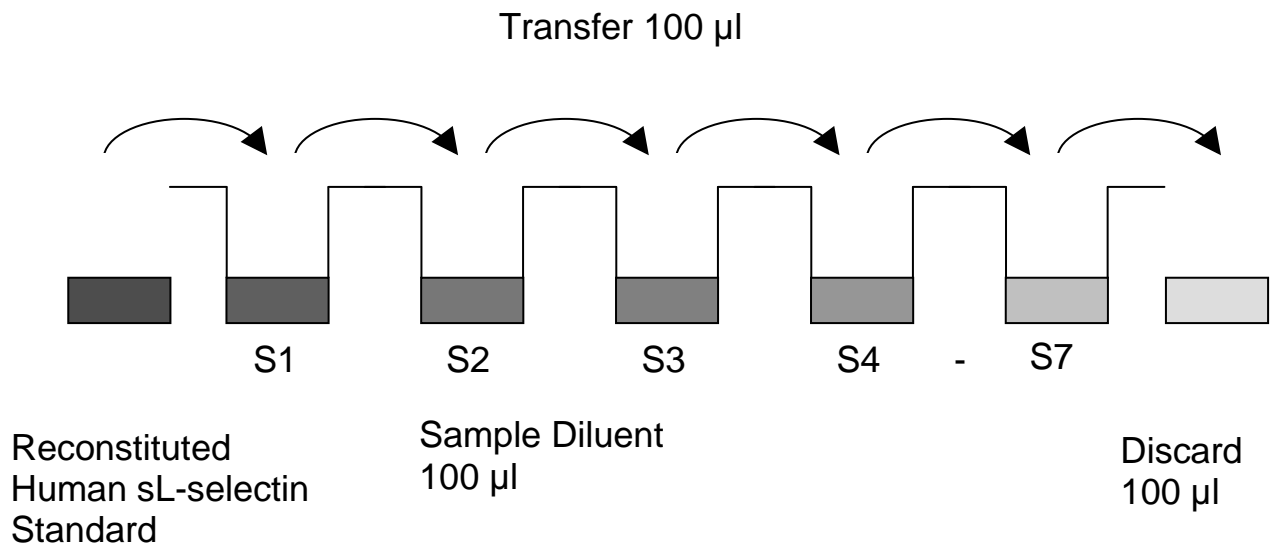 Transfer 100 µl
S1 S2 S3 S4 - S7
Reconstituted
Human sL-selectin
Standard
Sample Diluent
100 µl
Discard
100 µl